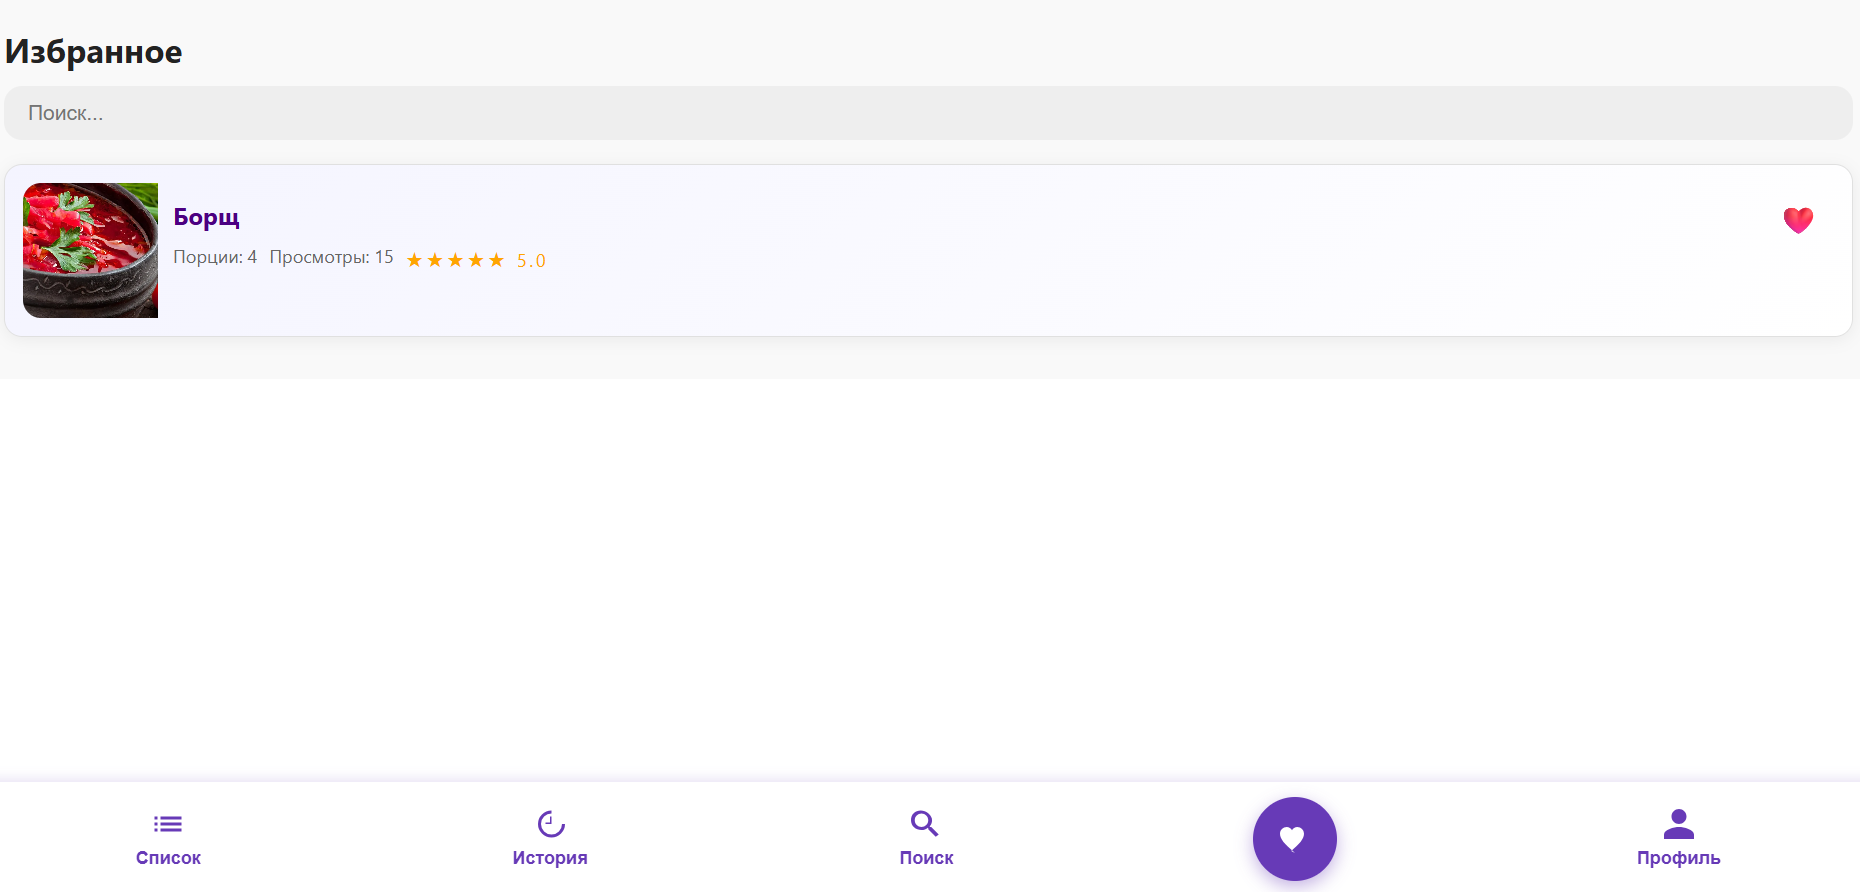 Избранное
Поиск...
Борщ
Порции: 4 Просмотры: 15 ★★★★★ 5.0
Список
История
Поиск
Профиль